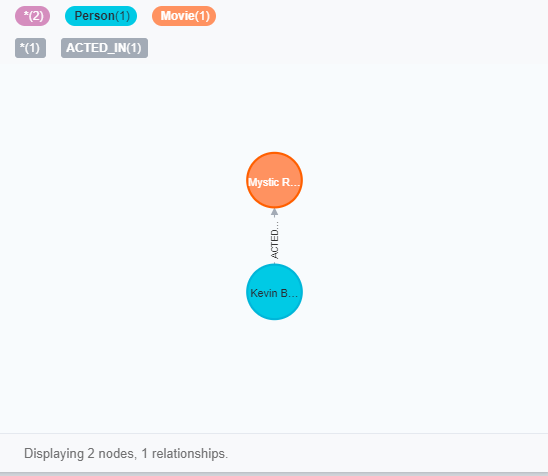 *(2) Person(1) Movie(1)
*(1) ACTED_IN(1)
Mystic R...
ACTED...
Kevin B...
Displaying 2 nodes, 1 relationships.